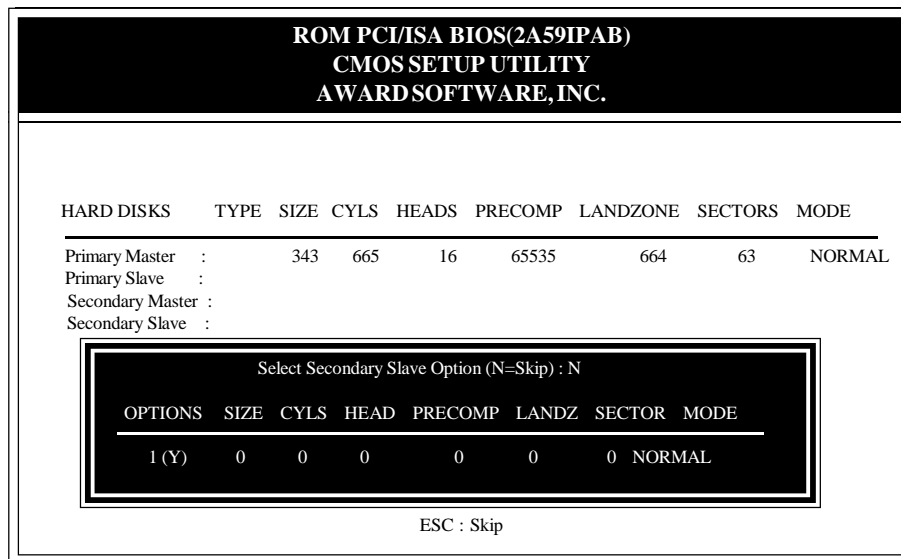 ROM PCI/ISA BIOS(2A59IPAB)
CMOS SETUP UTILITY
AWARD SOFTWARE, INC.
HARD DISKS TYPE SIZE CYLS HEADS PRECOMP LANDZONE SECTORS MODE
Primary Master : 343 665 16 65535 664 63 NORMAL
Primary Slave :
Secondary Master :
Secondary Slave :
Select Secondary Slave Option (N=Skip) : N
OPTIONS SIZE CYLS HEAD PRECOMP LANDZ SECTOR MODE
1 (Y) 0 0 0 0 0 0 NORMAL
ESC : Skip